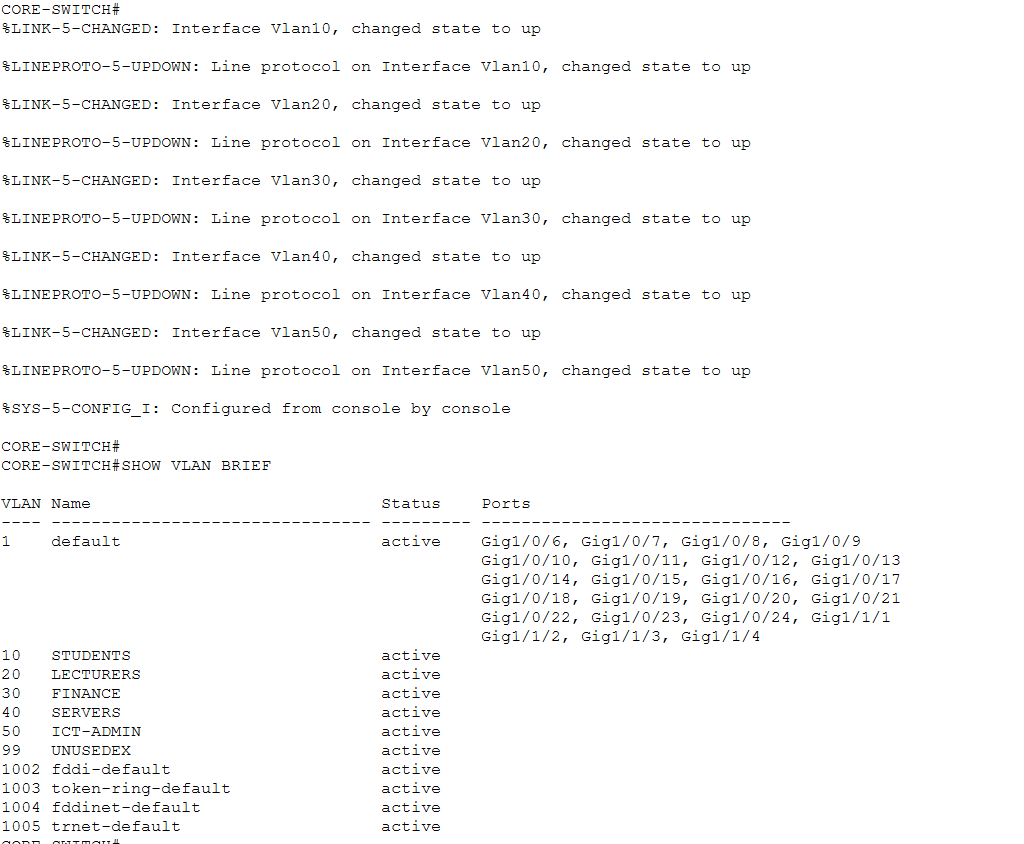 CORE-SWITCH#
%LINK-5-CHANGED: Interface Vlan10, changed state to up
%LINEPROTO-5-UPDOWN: Line protocol on Interface Vlan10, changed state to up
%LINK-5-CHANGED: Interface Vlan20, changed state to up
%LINEPROTO-5-UPDOWN: Line protocol on Interface Vlan20, changed state to up
%LINK-5-CHANGED: Interface Vlan30, changed state to up
%LINEPROTO-5-UPDOWN: Line protocol on Interface Vlan30, changed state to up
%LINK-5-CHANGED: Interface Vlan40, changed state to up
%LINEPROTO-5-UPDOWN: Line protocol on Interface Vlan40, changed state to up
%LINK-5-CHANGED: Interface Vlan50, changed state to up
%LINEPROTO-5-UPDOWN: Line protocol on Interface Vlan50, changed state to up
%SYS-5-CONFIG_I: Configured from console by console
CORE-SWITCH#
CORE-SWITCH#SHOW VLAN BRIEF
VLAN Name                             Status    Ports
---- -------------------------------- --------- -------------------------------
1    default                          active    Gig1/0/6, Gig1/0/7, Gig1/0/8, Gig1/0/9
                                                Gig1/0/10, Gig1/0/11, Gig1/0/12, Gig1/0/13
                                                Gig1/0/14, Gig1/0/15, Gig1/0/16, Gig1/0/17
                                                Gig1/0/18, Gig1/0/19, Gig1/0/20, Gig1/0/21
                                                Gig1/0/22, Gig1/0/23, Gig1/0/24, Gig1/1/1
                                                Gig1/1/2, Gig1/1/3, Gig1/1/4
10   STUDENTS                         active
20   LECTURERS                        active
30   FINANCE                          active
40   SERVERS                          active
50   ICT-ADMIN                        active
99   UNUSEDEX                         active
1002 fddi-default                     active
1003 token-ring-default               active
1004 fddinet-default                  active
1005 trnet-default                    active
CORE-SWITCH#